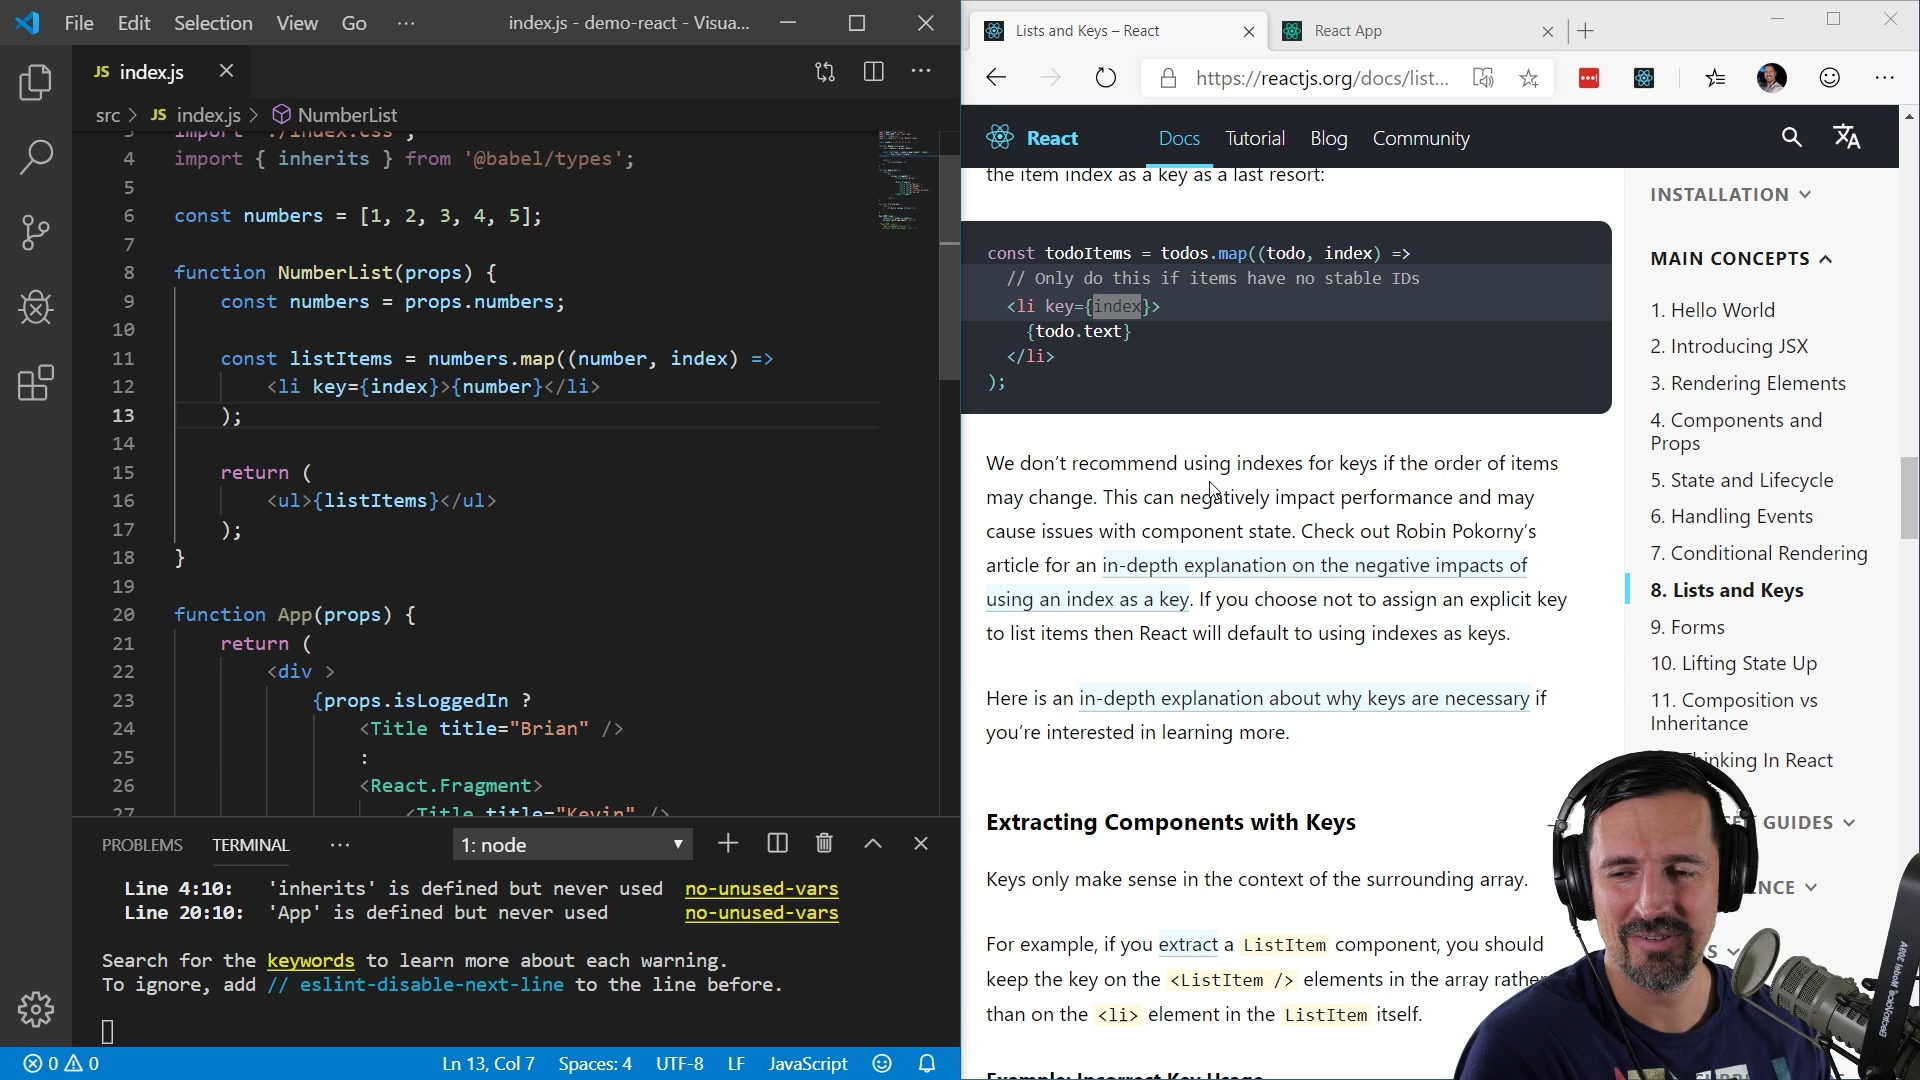 File Edit Selection View Go ··· index.js - demo-react - Visua...
JS index.js
src > JS index.js > NumberList
3 import './index.css';
4 import { inherits } from '@babel/types';
5
6 const numbers = [1, 2, 3, 4, 5];
7
8 function NumberList(props) {
9 const numbers = props.numbers;
10
11 const listItems = numbers.map((number, index) =>
12 <li key={index}>{number}</li>
13 );
14
15 return (
16 <ul>{listItems}</ul>
17 );
18 }
19
20 function App(props) {
21 return (
22 <div >
23 {props.isLoggedIn ?
24 <Title title="Brian" />
25 :
26 <React.Fragment>
27 <Title title="Kevin" />
PROBLEMS TERMINAL ··· 1: node
Line 4:10: 'inherits' is defined but never used no-unused-vars
Line 20:10: 'App' is defined but never used no-unused-vars
Search for the keywords to learn more about each warning.
To ignore, add // eslint-disable-next-line to the line before.
0 0 Ln 13, Col 7 Spaces: 4 UTF-8 LF JavaScript
Lists and Keys – React
React App
https://reactjs.org/docs/list...
React Docs Tutorial Blog Community
the item index as a key as a last resort:
const todoItems = todos.map((todo, index) =>
// Only do this if items have no stable IDs
<li key={index}>
{todo.text}
</li>
);
We don't recommend using indexes for keys if the order of items
may change. This can negatively impact performance and may
cause issues with component state. Check out Robin Pokorny's
article for an in-depth explanation on the negative impacts of
using an index as a key. If you choose not to assign an explicit key
to list items then React will default to using indexes as keys.
Here is an in-depth explanation about why keys are necessary if
you're interested in learning more.
Extracting Components with Keys
Keys only make sense in the context of the surrounding array.
For example, if you extract a ListItem component, you should
keep the key on the <ListItem /> elements in the array rather
than on the <li> element in the ListItem itself.
Example: Incorrect Key Usage
INSTALLATION
MAIN CONCEPTS
1. Hello World
2. Introducing JSX
3. Rendering Elements
4. Components and
Props
5. State and Lifecycle
6. Handling Events
7. Conditional Rendering
8. Lists and Keys
9. Forms
10. Lifting State Up
11. Composition vs
Inheritance
Thinking In React
GUIDES